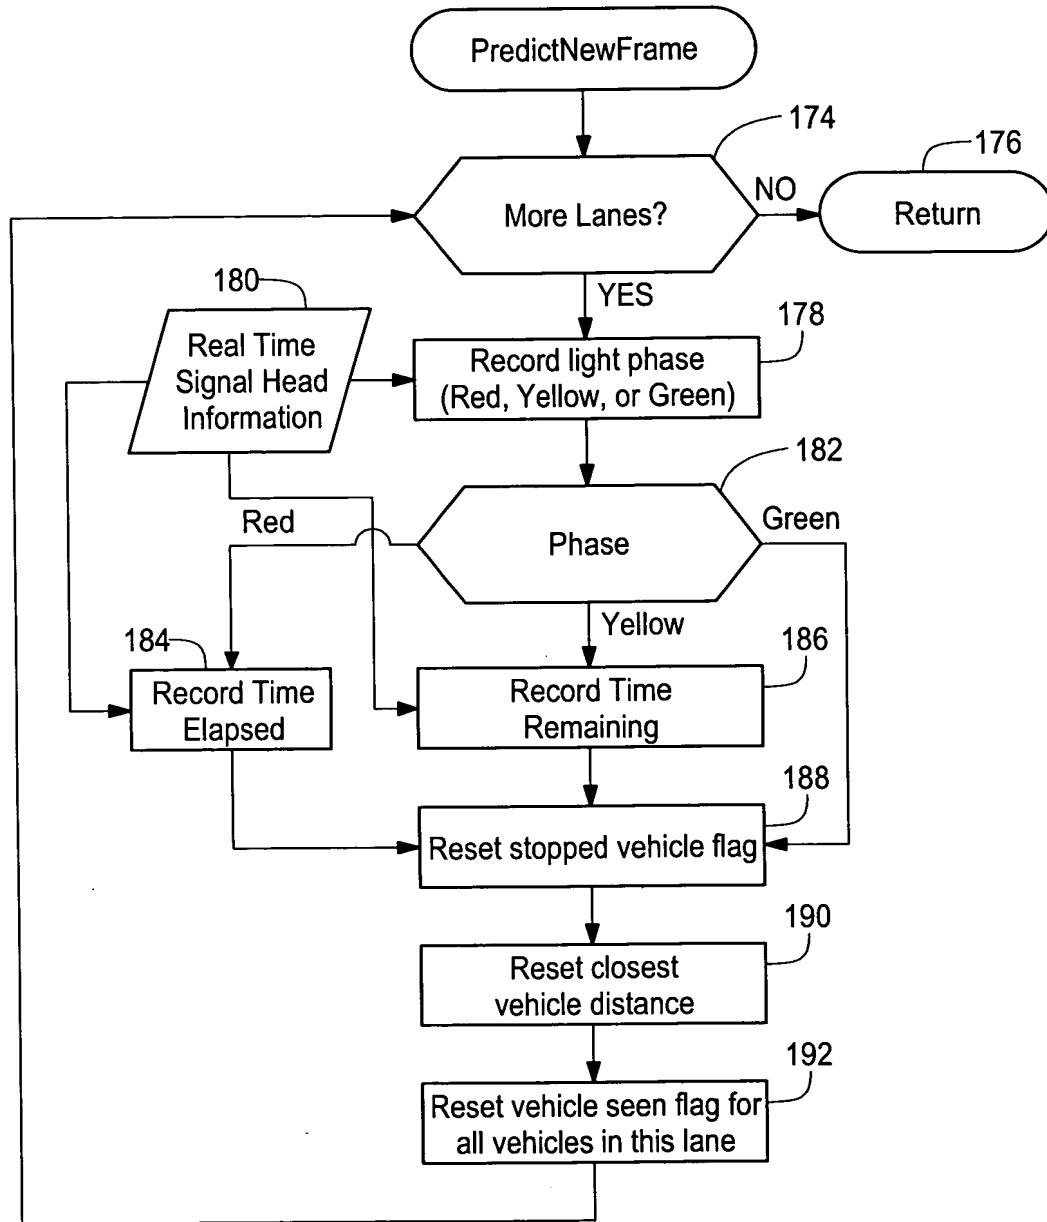 PredictNewFrame
174
176
More Lanes?
NO
Return
YES
180
178
Real Time
Signal Head
Information
Record light phase
(Red, Yellow, or Green)
182
Red
Phase
Green
Yellow
184
186
Record Time
Elapsed
Record Time
Remaining
188
Reset stopped vehicle flag
190
Reset closest
vehicle distance
192
Reset vehicle seen flag for
all vehicles in this lane